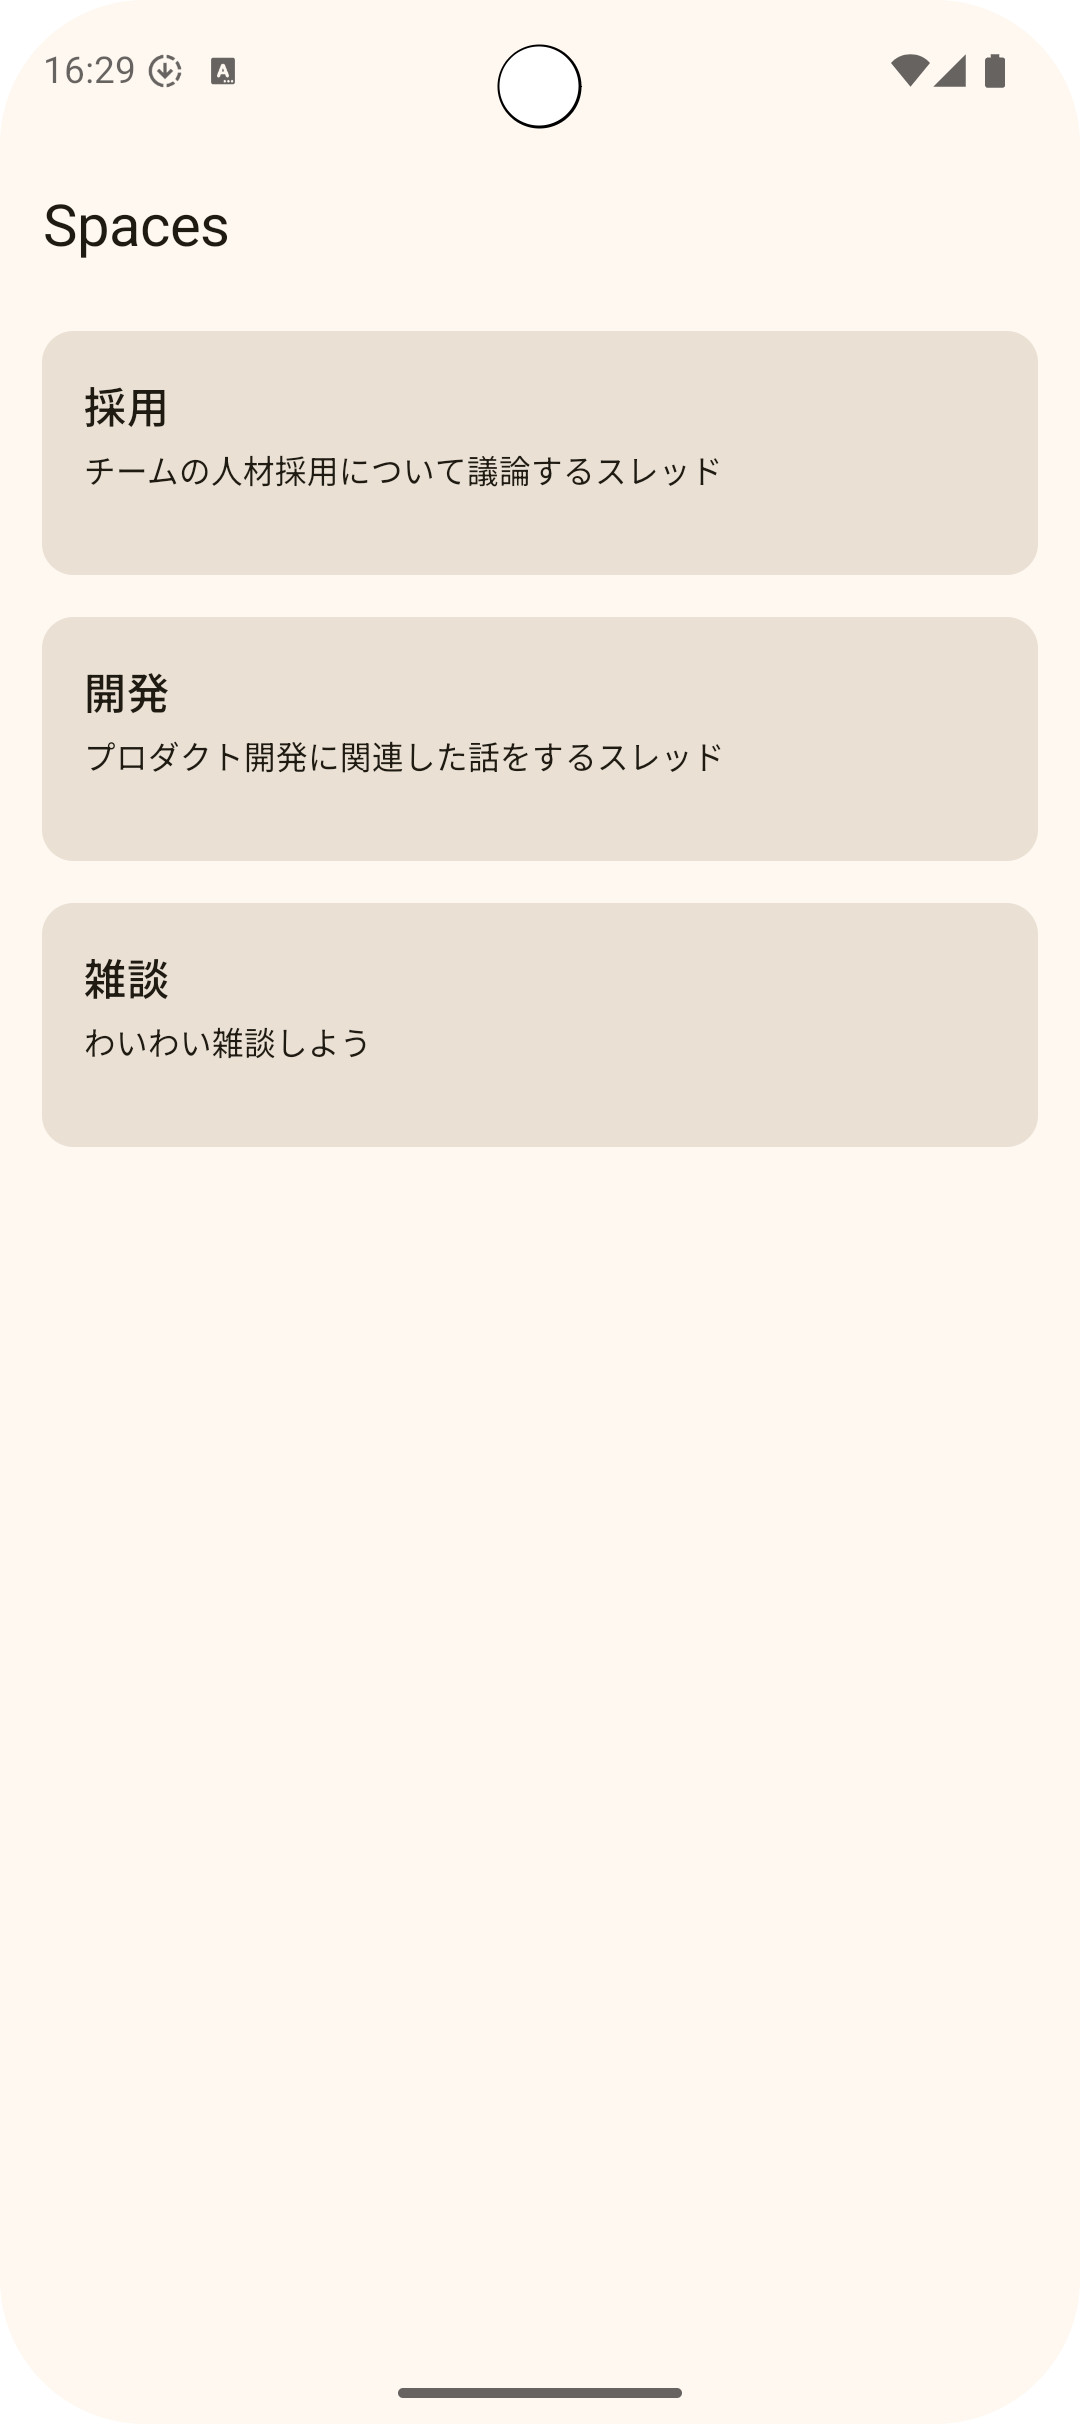 16:29
Spaces
採用
チームの人材採用について議論するスレッド
開発
プロダクト開発に関連した話をするスレッド
雑談
わいわい雑談しよう